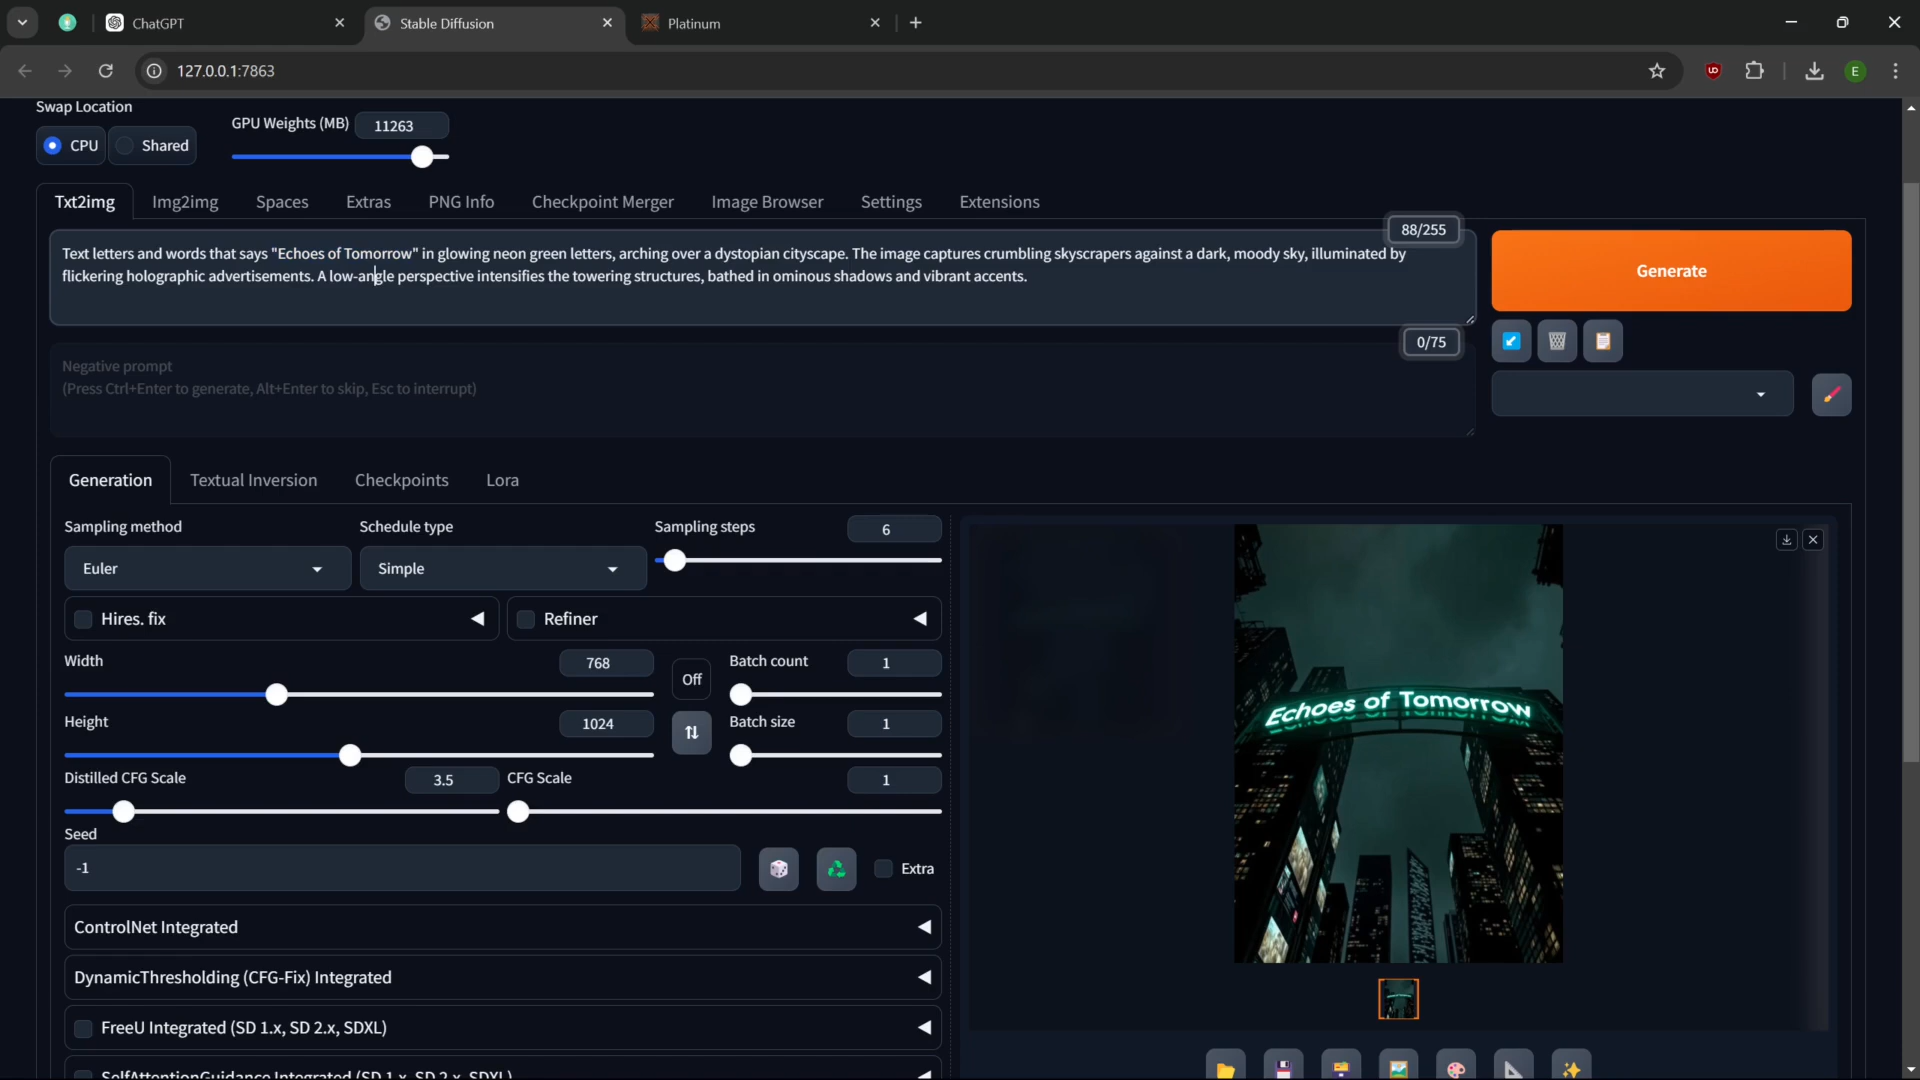 ChatGPT
Stable Diffusion
Platinum
127.0.0.1:7863
E
Swap Location
CPU
Shared
GPU Weights (MB)
11263
Txt2img
Img2img
Spaces
Extras
PNG Info
Checkpoint Merger
Image Browser
Settings
Extensions
88/255
Text letters and words that says "Echoes of Tomorrow" in glowing neon green letters, arching over a dystopian cityscape. The image captures crumbling skyscrapers against a dark, moody sky, illuminated by
flickering holographic advertisements. A low-angle perspective intensifies the towering structures, bathed in ominous shadows and vibrant accents.
Generate
0/75
Negative prompt
(Press Ctrl+Enter to generate, Alt+Enter to skip, Esc to interrupt)
Generation
Textual Inversion
Checkpoints
Lora
Sampling method
Euler
Schedule type
Simple
Sampling steps
6
Hires. fix
Refiner
Width
768
Off
Batch count
1
Height
1024
Batch size
1
Distilled CFG Scale
3.5
CFG Scale
1
Seed
-1
Extra
ControlNet Integrated
DynamicThresholding (CFG-Fix) Integrated
FreeU Integrated (SD 1.x, SD 2.x, SDXL)
SelfAttentionGuidance Integrated (SD 1.x, SD 2.x, SDXL)
Echoes of Tomorrow